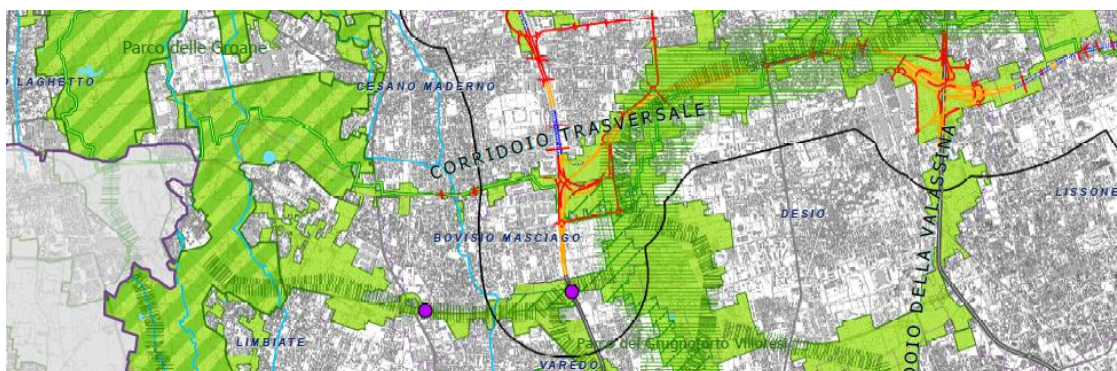 Parco delle Groane
O LAGHETTO
CESANO MADERNO
CORRIDOIO TRASVERSALE
LISSONE
DESIO
BOVISIO MASCIAGO
DOIO DELLA VALASSINA
LIMBIATE
Parco del Grugnotorto Villoresi
VAREDO